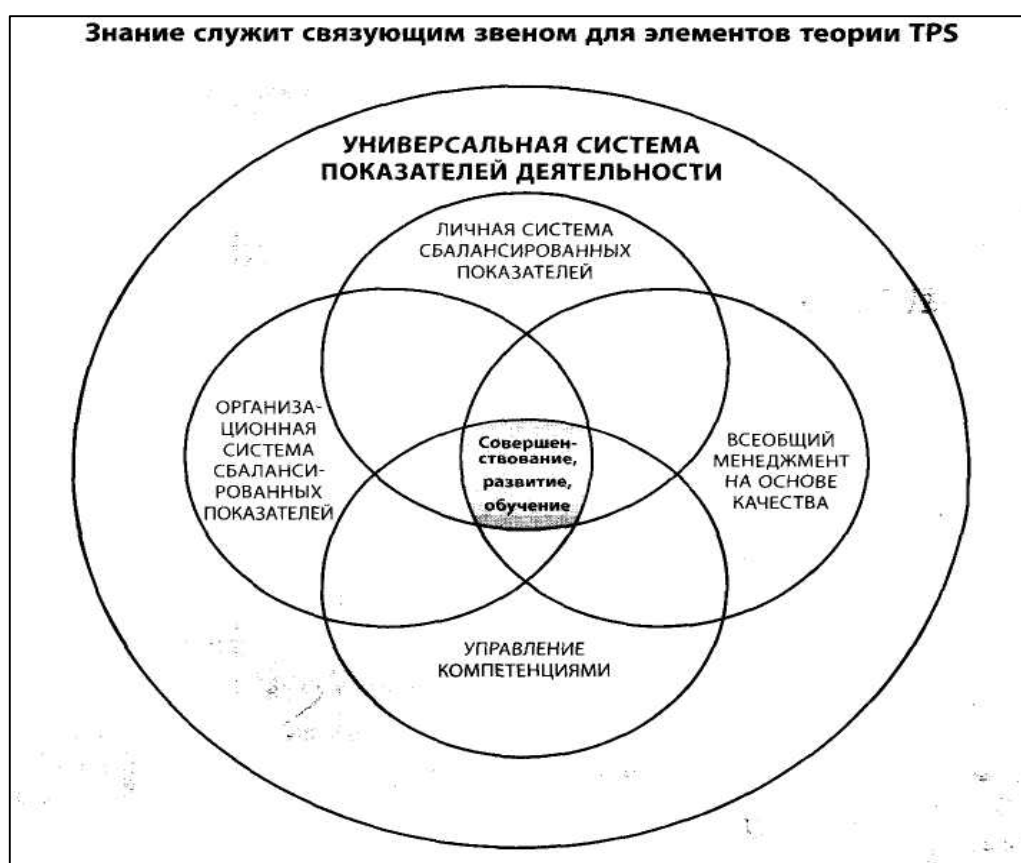 Знание служит связующим звеном для элементов теории TPS
УНИВЕРСАЛЬНАЯ СИСТЕМА
ПОКАЗАТЕЛЕЙ ДЕЯТЕЛЬНОСТИ
ЛИЧНАЯ СИСТЕМА
СБАЛАНСИРОВАННЫХ
ПОКАЗАТЕЛЕЙ
ОРГАНИЗА-
ЦИОННАЯ
СИСТЕМА
СБАЛАНСИ-
РОВАННЫХ
ПОКАЗАТЕЛЕЙ
Совершен-
ствование,
развитие,
обучение
ВСЕОБЩИЙ
МЕНЕДЖМЕНТ
НА ОСНОВЕ
КАЧЕСТВА
УПРАВЛЕНИЕ
КОМПЕТЕНЦИЯМИ